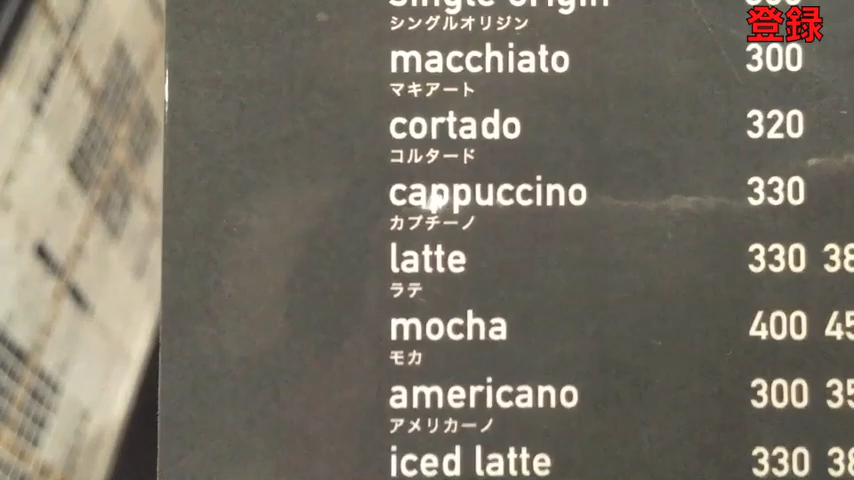 single origin
登録
シングルオリジン
macchiato 300
マキアート
cortado 320
コルタード
cappuccino 330
カプチーノ
latte 330
ラテ
mocha 400
モカ
americano 300
アメリカーノ
iced latte 330